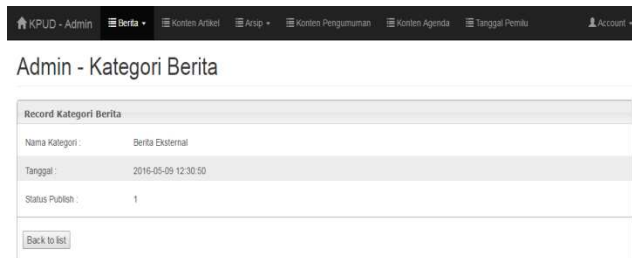 KPUD - Admin Berita Konten Artikel Arsip Konten Pengumuman Konten Agenda Tanggal Pemilu Account
Admin - Kategori Berita
Record Kategori Berita
Nama Kategori : Berita Eksternal
Tanggal : 2016-05-09 12:30:50
Status Publish : 1
Back to list